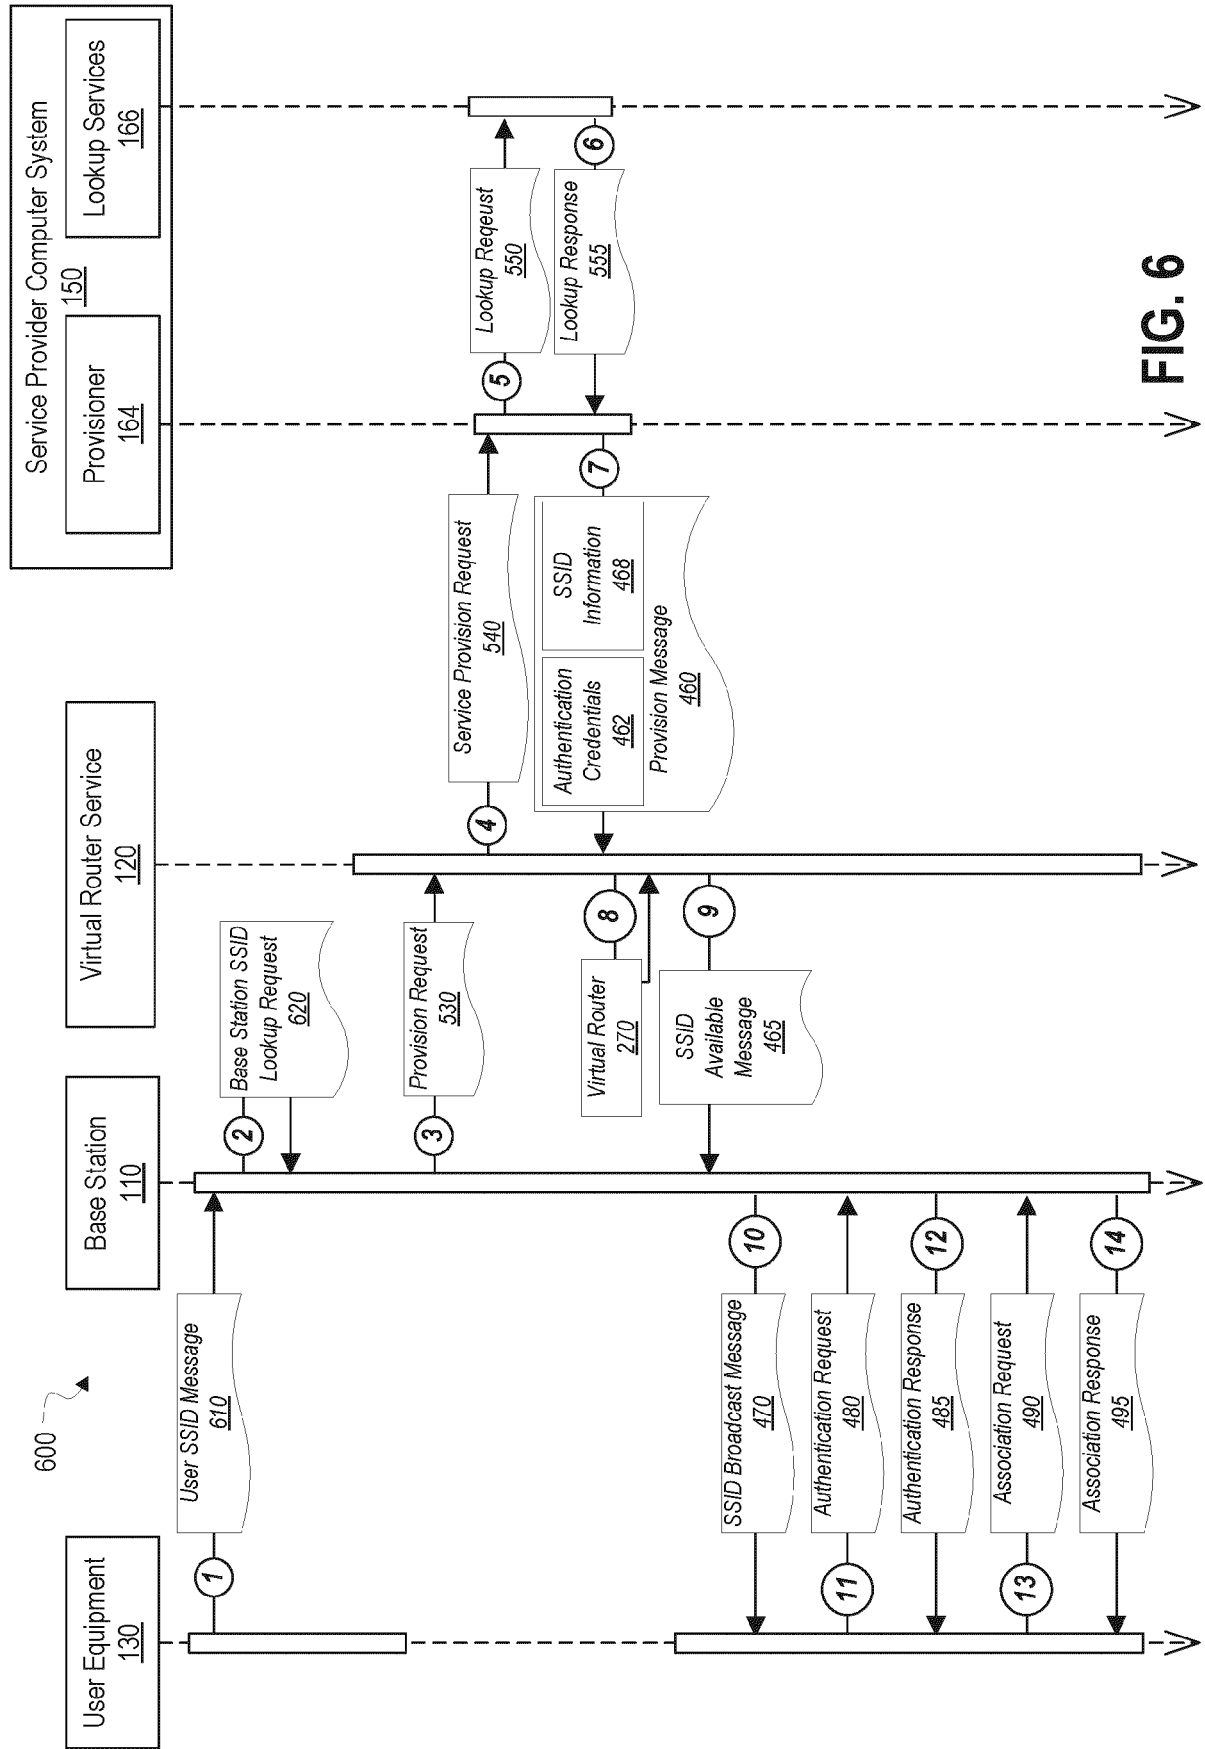 600
User Equipment
130
Base Station
110
Virtual Router Service
120
Service Provider Computer System
150
Provisioner
164
Lookup Services
166
1
User SSID Message
610
2
Base Station SSID
Lookup Request
620
3
Provision Request
530
4
Service Provision Request
540
5
Lookup Reqeust
550
6
Lookup Response
555
7
Authentication
Credentials
462
SSID
Information
468
Provision Message
460
8
Virtual Router
270
9
SSID
Available
Message
465
10
SSID Broadcast Message
470
11
Authentication Request
480
12
Authentication Response
485
13
Association Request
490
14
Association Response
495
FIG. 6